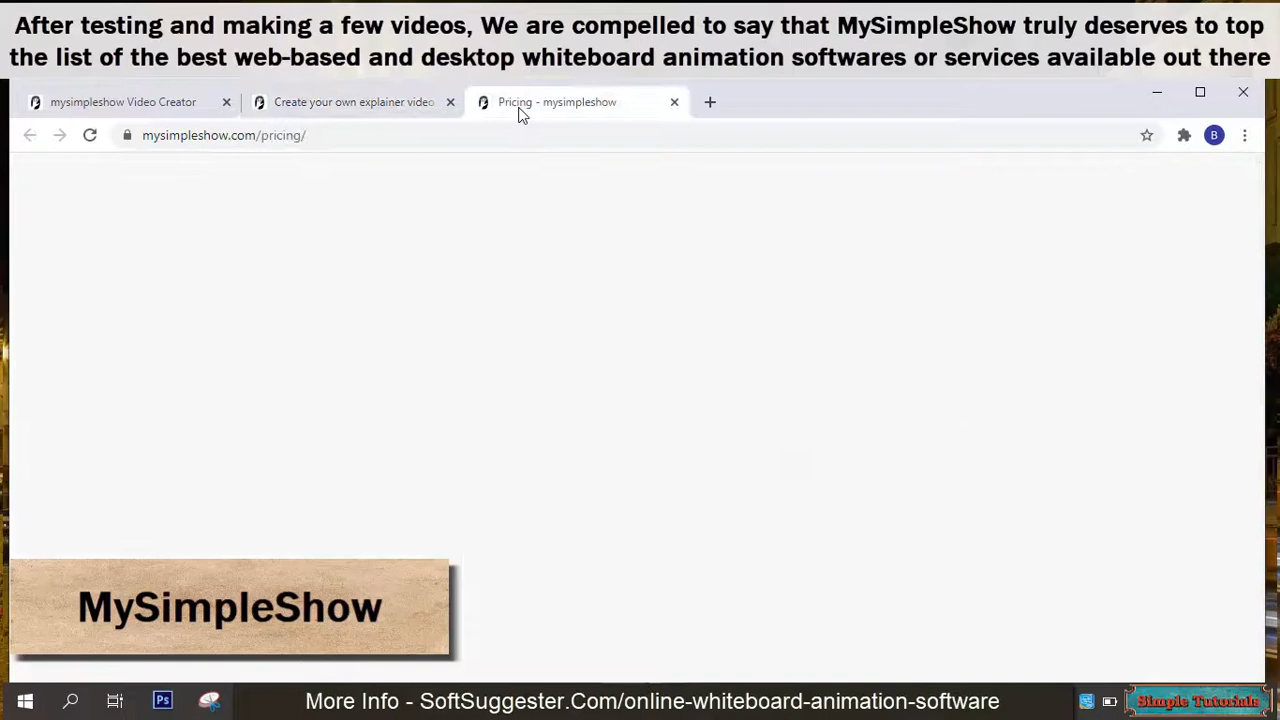 After testing and making a few videos, We are compelled to say that MySimpleShow truly deserves to top
the list of the best web-based and desktop whiteboard animation softwares or services available out there
mysimpleshow Video Creator
Create your own explainer video
Pricing - mysimpleshow
mysimpleshow.com/pricing/
B
MySimpleShow
Ps
More Info - SoftSuggester.Com/online-whiteboard-animation-software
Simple Tutorials